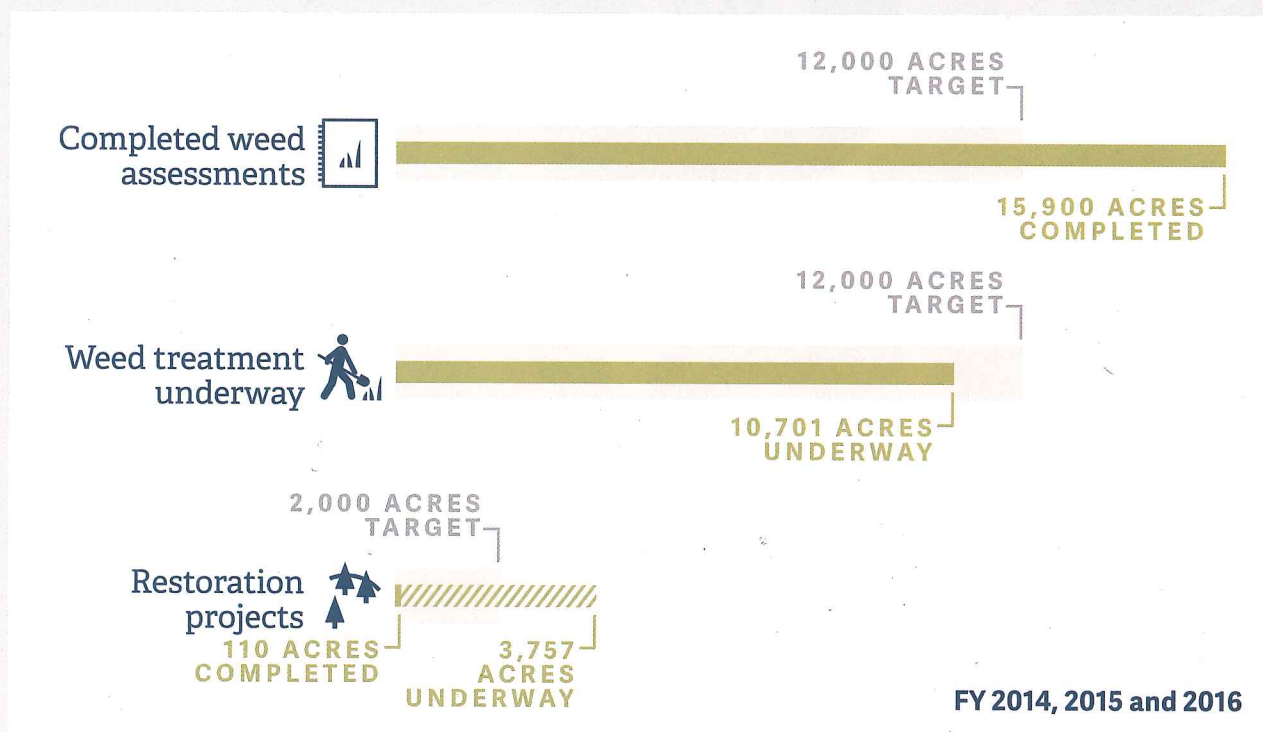 12,000 ACRES
TARGET
Completed weed
assessments
15,900 ACRES
COMPLETED
12,000 ACRES
TARGET
Weed treatment
underway
10,701 ACRES
UNDERWAY
2,000 ACRES
TARGET
Restoration
projects
110 ACRES
COMPLETED
3,757
ACRES
UNDERWAY
FY 2014, 2015 and 2016